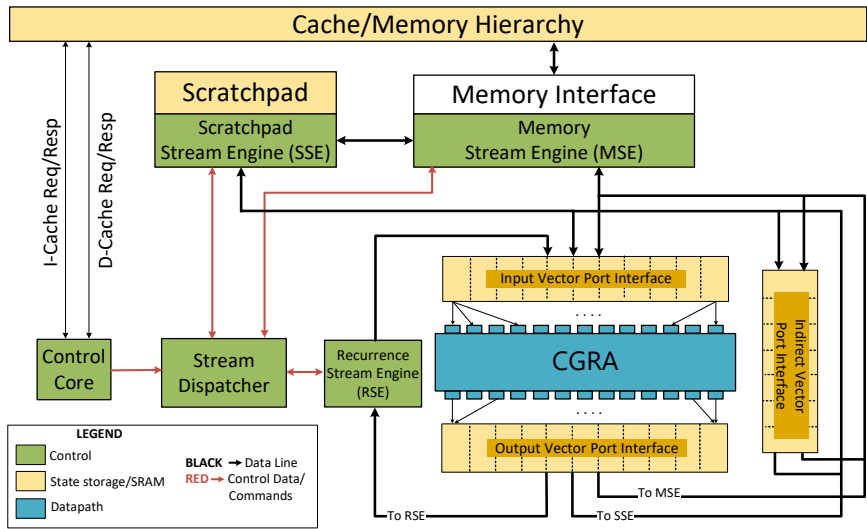 Cache/Memory Hierarchy
I-Cache Req/Resp
D-Cache Req/Resp
Scratchpad
Scratchpad
Stream Engine (SSE)
Memory Interface
Memory
Stream Engine (MSE)
Input Vector Port Interface
. . . .
Indirect Vector
Port Interface
Control
Core
Stream
Dispatcher
Recurrence
Stream Engine
(RSE)
CGRA
. . . .
Output Vector Port Interface
LEGEND
Control
State storage/SRAM
Datapath
BLACK
Data Line
RED
Control Data/
Commands
To RSE
To SSE
To MSE